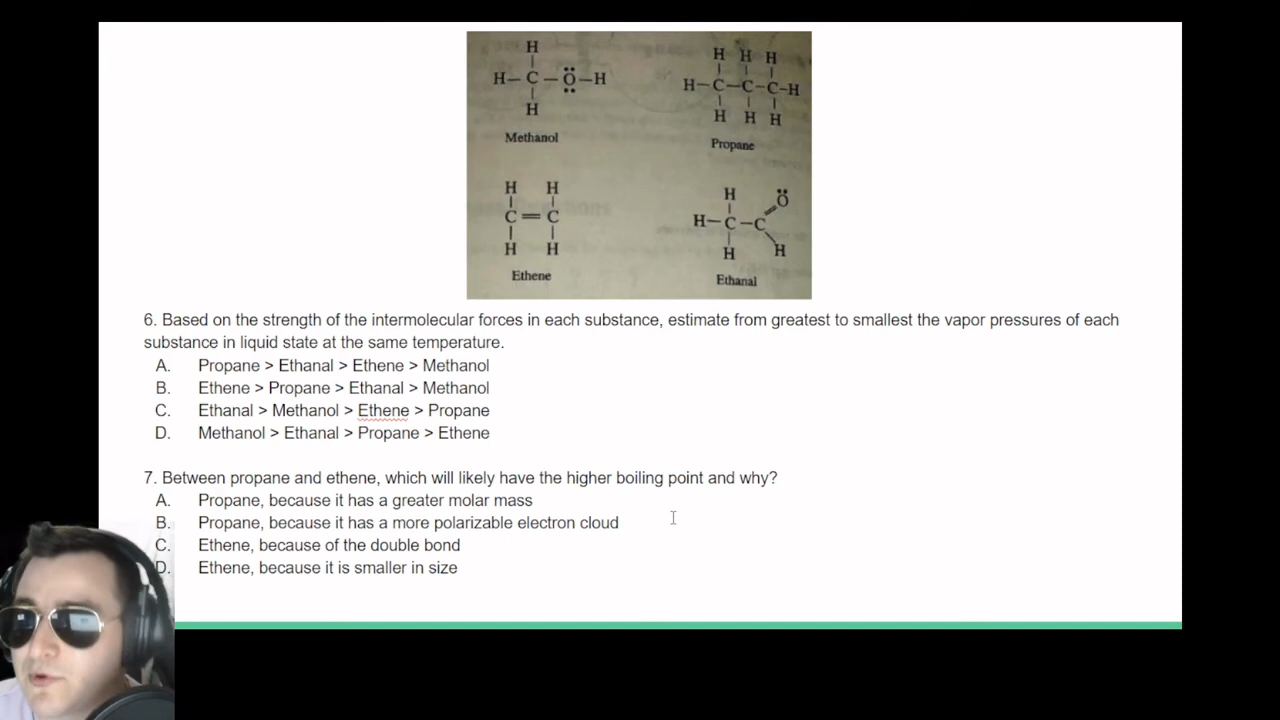 H
H–C–Ö–H
H
Methanol
H H H
H–C–C–C–H
H H H
Propane
H H
C=C
H H
Ethene
H Ö
H–C–C
H H
Ethanal
6. Based on the strength of the intermolecular forces in each substance, estimate from greatest to smallest the vapor pressures of each
substance in liquid state at the same temperature.
A. Propane > Ethanal > Ethene > Methanol
B. Ethene > Propane > Ethanal > Methanol
C. Ethanal > Methanol > Ethene > Propane
D. Methanol > Ethanal > Propane > Ethene
7. Between propane and ethene, which will likely have the higher boiling point and why?
A. Propane, because it has a greater molar mass
B. Propane, because it has a more polarizable electron cloud
C. Ethene, because of the double bond
D. Ethene, because it is smaller in size